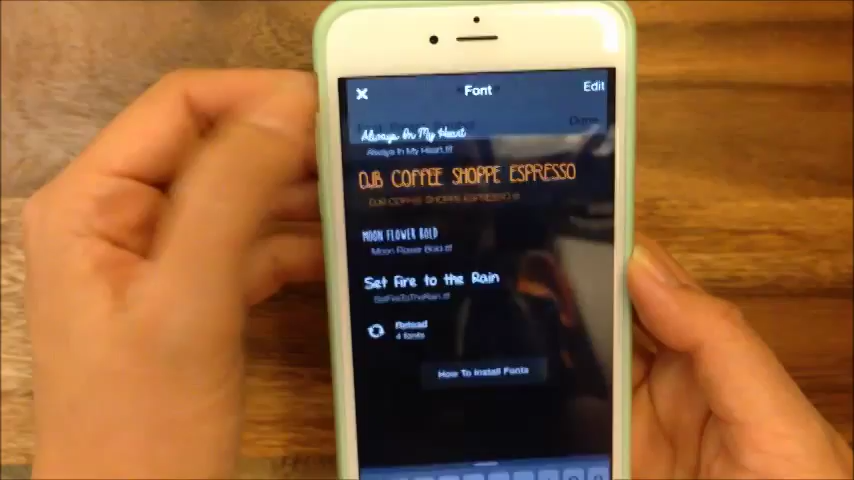 Font
Edit
Done
Always In My Heart
Always In My Heart.ttf
DJB COFFEE SHOPPE ESPRESSO
DJB COFFEE SHOPPE ESPRESSO.ttf
MOON FLOWER BOLD
Moon Flower Bold.ttf
Set Fire to the Rain
SetFireToTheRain.ttf
Reload
4 fonts
How To Install Fonts